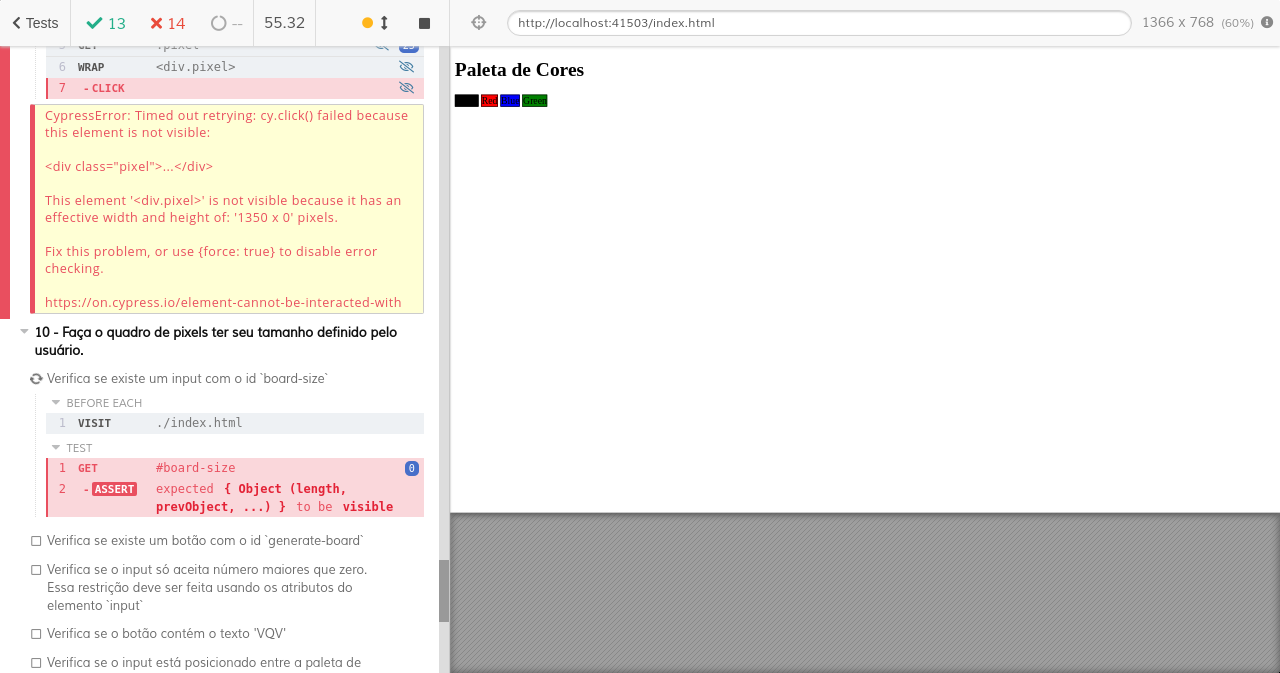 Tests
13
14
--
55.32
http://localhost:41503/index.html
1366 x 768 (60%)
5 GET .pixel 25
6 WRAP <div.pixel>
7 - CLICK
CypressError: Timed out retrying: cy.click() failed because
this element is not visible:
<div class="pixel">...</div>
This element '<div.pixel>' is not visible because it has an
effective width and height of: '1350 x 0' pixels.
Fix this problem, or use {force: true} to disable error
checking.
https://on.cypress.io/element-cannot-be-interacted-with
10 - Faça o quadro de pixels ter seu tamanho definido pelo
usuário.
Verifica se existe um input com o id `board-size`
BEFORE EACH
1 VISIT ./index.html
TEST
1 GET #board-size 0
2 - ASSERT expected { Object (length,
prevObject, ...) } to be visible
Verifica se existe um botão com o id `generate-board`
Verifica se o input só aceita número maiores que zero.
Essa restrição deve ser feita usando os atributos do
elemento `input`
Verifica se o botão contém o texto 'VQV'
Verifica se o input está posicionado entre a paleta de
Paleta de Cores
Red Blue Green